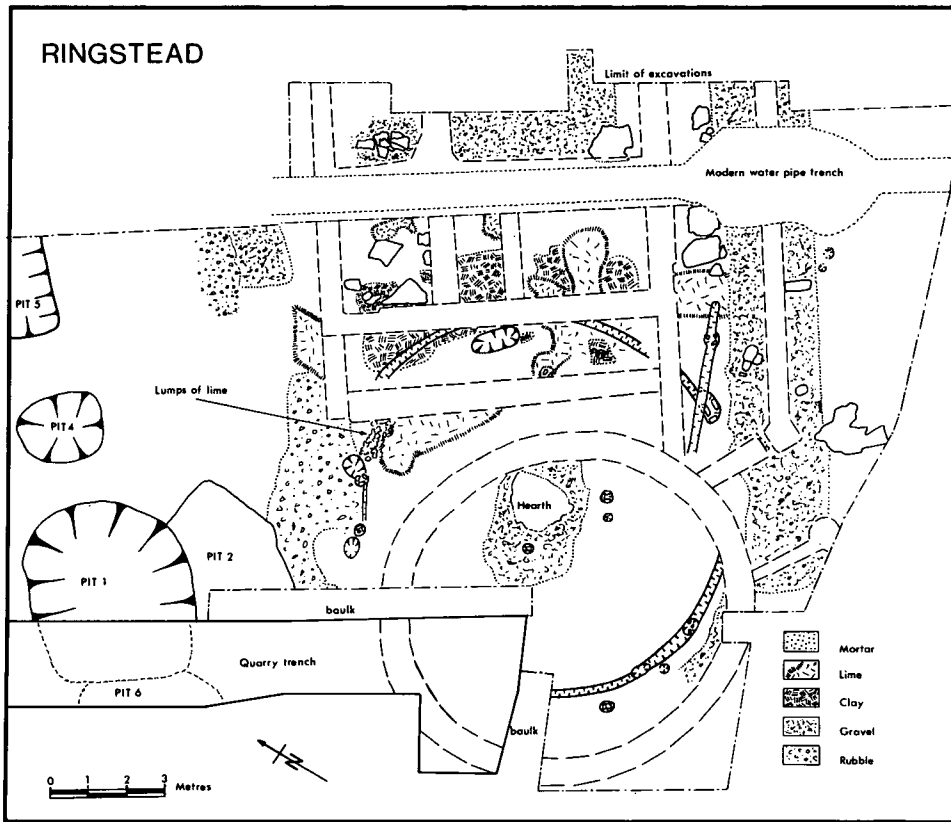 RINGSTEAD
Limit of excavations
Modern water pipe trench
PIT 5
Lumps of lime
PIT 4
Hearth
PIT 2
PIT 1
baulk
Quarry trench
PIT 6
baulk
N
0 1 2 3 Metres
Mortar
Lime
Clay
Gravel
Rubble